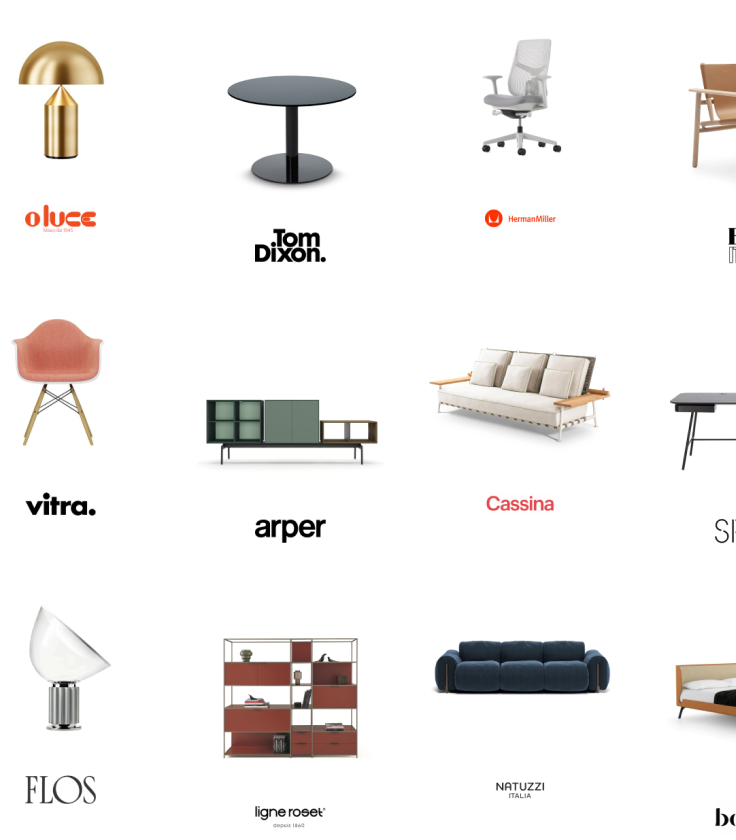 oluce
Milano dal 1945
Tom
Dixon.
HermanMiller
vitra.
arper
Cassina
FLOS
ligne roset®
depuis 1860
NATUZZI
ITALIA